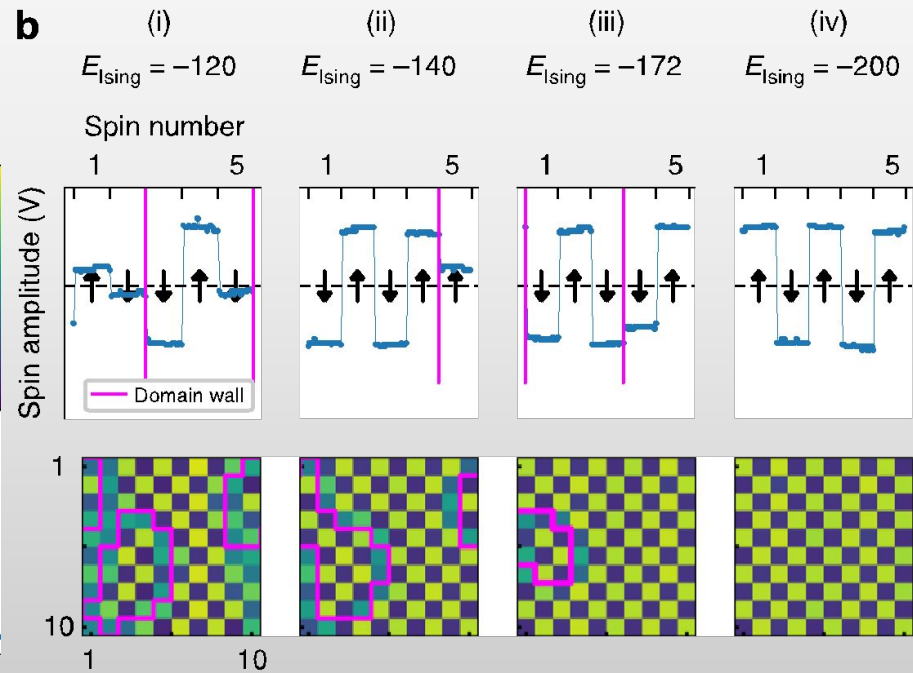 b
(i) (ii) (iii) (iv)
E_Ising = –120 E_Ising = –140 E_Ising = –172 E_Ising = –200
Spin number
1 5 1 5 1 5 1 5
Spin amplitude (V)
Domain wall
1
10
1 10